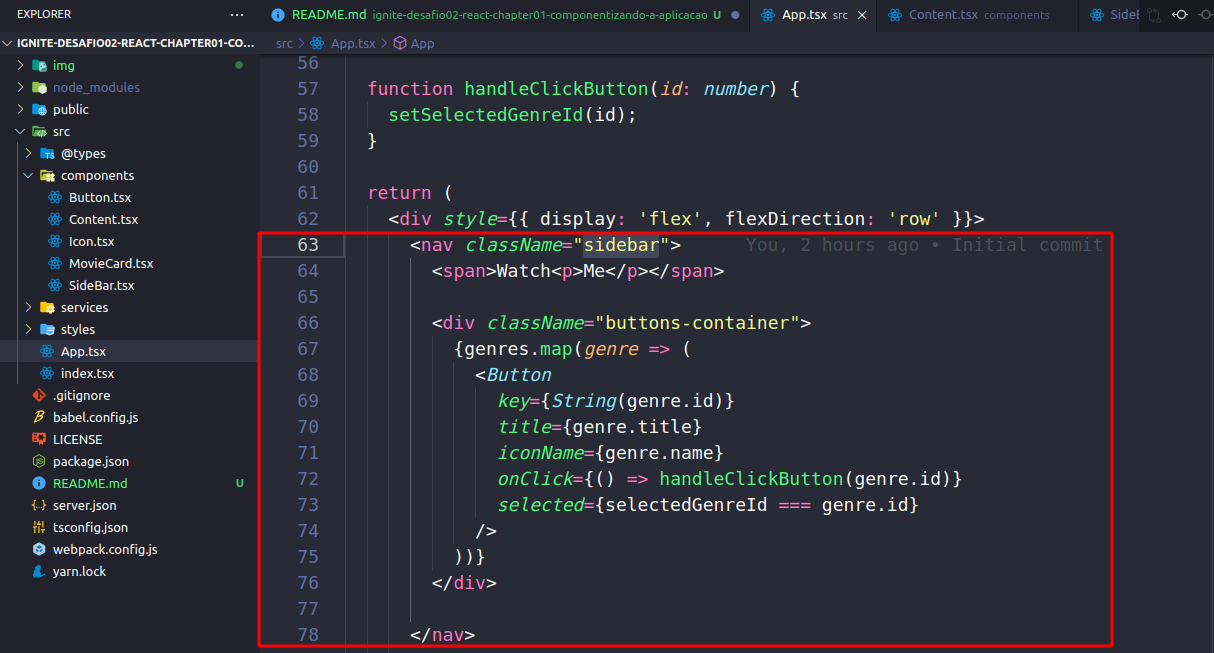 EXPLORER ...
README.md ignite-desafio02-react-chapter01-componentizando-a-aplicacao U
App.tsx src
Content.tsx components
IGNITE-DESAFIO02-REACT-CHAPTER01-CO...
img
node_modules
public
src
@types
components
Button.tsx
Content.tsx
Icon.tsx
MovieCard.tsx
SideBar.tsx
services
styles
App.tsx
index.tsx
.gitignore
babel.config.js
LICENSE
package.json
README.md U
server.json
tsconfig.json
webpack.config.js
yarn.lock
src > App.tsx > App
56
57 function handleClickButton(id: number) {
58 setSelectedGenreId(id);
59 }
60
61 return (
62 <div style={{ display: 'flex', flexDirection: 'row' }}>
63 <nav className="sidebar"> You, 2 hours ago • Initial commit
64 <span>Watch<p>Me</p></span>
65
66 <div className="buttons-container">
67 {genres.map(genre => (
68 <Button
69 key={String(genre.id)}
70 title={genre.title}
71 iconName={genre.name}
72 onClick={() => handleClickButton(genre.id)}
73 selected={selectedGenreId === genre.id}
74 />
75 ))}
76 </div>
77
78 </nav>